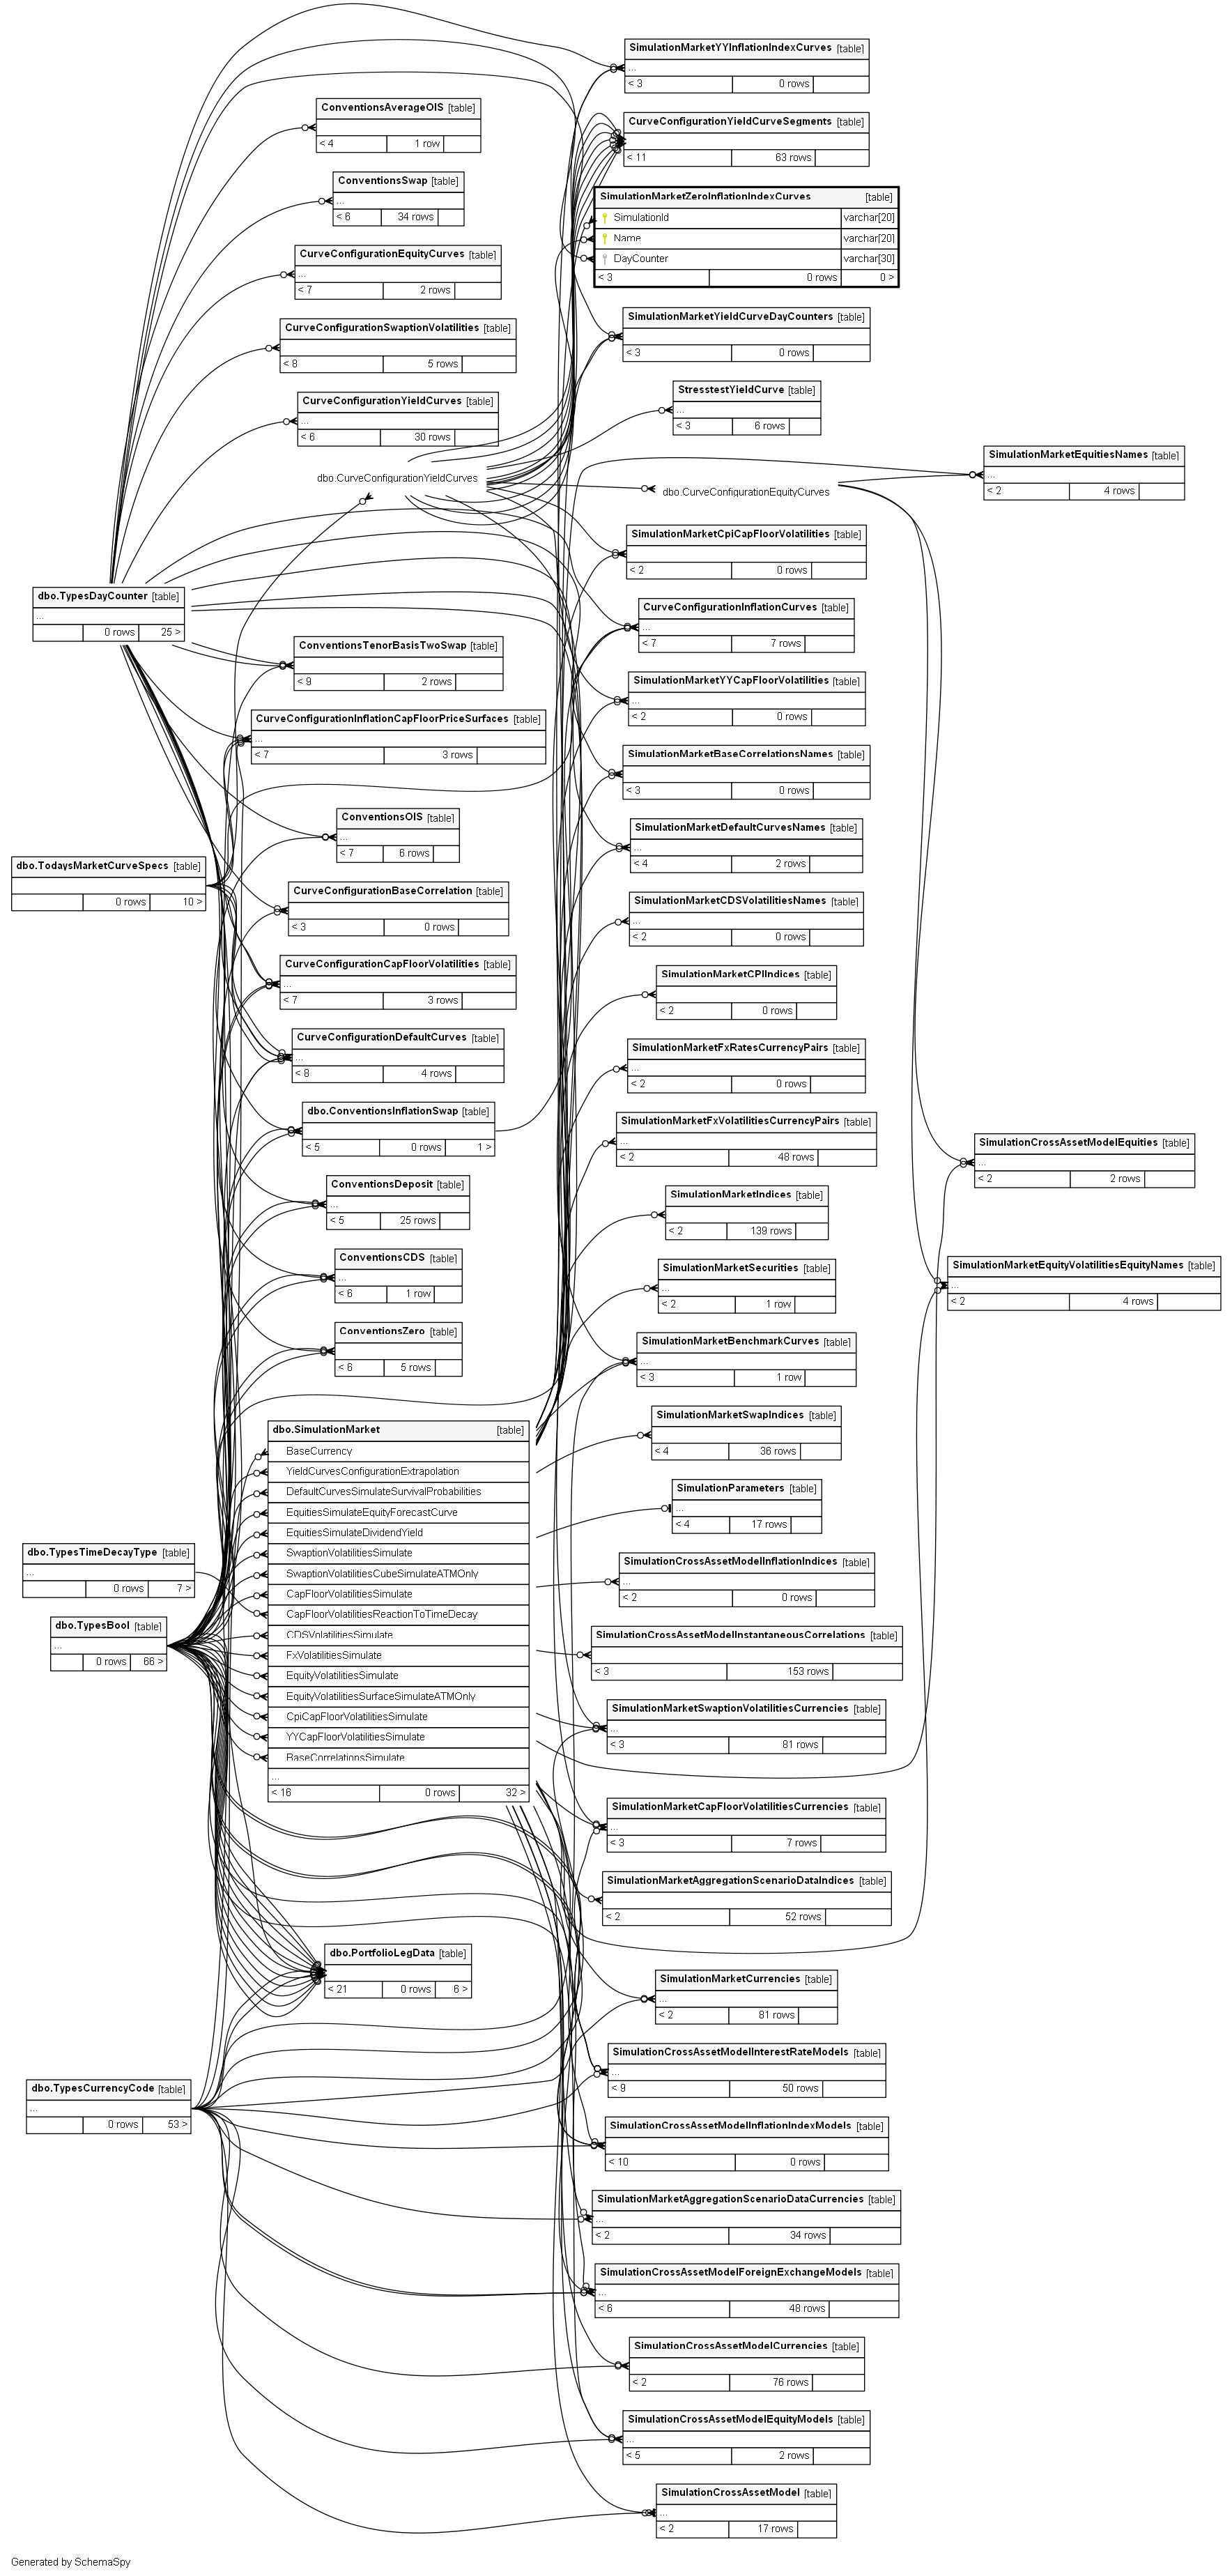 SimulationMarketYYInflationIndexCurves [table]
...
< 3 0 rows
ConventionsAverageOIS [table]
< 4 1 row
CurveConfigurationYieldCurveSegments [table]
< 11 63 rows
ConventionsSwap [table]
...
< 6 34 rows
SimulationMarketZeroInflationIndexCurves [table]
SimulationId varchar[20]
Name varchar[20]
DayCounter varchar[30]
< 3 0 rows 0 >
CurveConfigurationEquityCurves [table]
...
< 7 2 rows
SimulationMarketYieldCurveDayCounters [table]
< 3 0 rows
CurveConfigurationSwaptionVolatilities [table]
< 8 5 rows
StresstestYieldCurve [table]
...
< 3 6 rows
CurveConfigurationYieldCurves [table]
...
< 6 30 rows
SimulationMarketEquitiesNames [table]
...
< 2 4 rows
dbo.CurveConfigurationYieldCurves
dbo.CurveConfigurationEquityCurves
SimulationMarketCpiCapFloorVolatilities [table]
< 2 0 rows
dbo.TypesDayCounter [table]
...
0 rows 25 >
CurveConfigurationInflationCurves [table]
...
< 7 7 rows
ConventionsTenorBasisTwoSwap [table]
< 9 2 rows
SimulationMarketYYCapFloorVolatilities [table]
...
< 2 0 rows
CurveConfigurationInflationCapFloorPriceSurfaces [table]
...
< 7 3 rows
SimulationMarketBaseCorrelationsNames [table]
< 3 0 rows
ConventionsOIS [table]
...
< 7 6 rows
SimulationMarketDefaultCurvesNames [table]
...
< 4 2 rows
dbo.TodaysMarketCurveSpecs [table]
0 rows 10 >
CurveConfigurationBaseCorrelation [table]
< 3 0 rows
SimulationMarketCDSVolatilitiesNames [table]
...
< 2 0 rows
CurveConfigurationCapFloorVolatilities [table]
...
< 7 3 rows
SimulationMarketCPIIndices [table]
< 2 0 rows
CurveConfigurationDefaultCurves [table]
...
< 8 4 rows
SimulationMarketFxRatesCurrencyPairs [table]
...
< 2 0 rows
dbo.ConventionsInflationSwap [table]
< 5 0 rows 1 >
SimulationMarketFxVolatilitiesCurrencyPairs [table]
...
< 2 48 rows
SimulationCrossAssetModelEquities [table]
...
< 2 2 rows
ConventionsDeposit [table]
...
< 5 25 rows
SimulationMarketIndices [table]
< 2 139 rows
ConventionsCDS [table]
...
< 6 1 row
SimulationMarketSecurities [table]
...
< 2 1 row
SimulationMarketEquityVolatilitiesEquityNames [table]
...
< 2 4 rows
ConventionsZero [table]
...
< 6 5 rows
SimulationMarketBenchmarkCurves [table]
...
< 3 1 row
SimulationMarketSwapIndices [table]
< 4 36 rows
dbo.SimulationMarket [table]
BaseCurrency
YieldCurvesConfigurationExtrapolation
DefaultCurvesSimulateSurvivalProbabilities
EquitiesSimulateEquityForecastCurve
EquitiesSimulateDividendYield
SwaptionVolatilitiesSimulate
SwaptionVolatilitiesCubeSimulateATMOnly
CapFloorVolatilitiesSimulate
CapFloorVolatilitiesReactionToTimeDecay
CDSVolatilitiesSimulate
FxVolatilitiesSimulate
EquityVolatilitiesSimulate
EquityVolatilitiesSurfaceSimulateATMOnly
CpiCapFloorVolatilitiesSimulate
YYCapFloorVolatilitiesSimulate
BaseCorrelationsSimulate
...
< 16 0 rows 32 >
SimulationParameters [table]
...
< 4 17 rows
dbo.TypesTimeDecayType [table]
...
0 rows 7 >
SimulationCrossAssetModelInflationIndices [table]
...
< 2 0 rows
dbo.TypesBool [table]
...
0 rows 66 >
SimulationCrossAssetModelInstantaneousCorrelations [table]
< 3 153 rows
SimulationMarketSwaptionVolatilitiesCurrencies [table]
...
< 3 81 rows
SimulationMarketCapFloorVolatilitiesCurrencies [table]
...
< 3 7 rows
SimulationMarketAggregationScenarioDataIndices [table]
< 2 52 rows
dbo.PortfolioLegData [table]
< 21 0 rows 6 >
SimulationMarketCurrencies [table]
...
< 2 81 rows
SimulationCrossAssetModelInterestRateModels [table]
...
< 9 50 rows
dbo.TypesCurrencyCode [table]
...
0 rows 53 >
SimulationCrossAssetModelInflationIndexModels [table]
< 10 0 rows
SimulationMarketAggregationScenarioDataCurrencies [table]
...
< 2 34 rows
SimulationCrossAssetModelForeignExchangeModels [table]
...
< 6 48 rows
SimulationCrossAssetModelCurrencies [table]
< 2 76 rows
SimulationCrossAssetModelEquityModels [table]
...
< 5 2 rows
SimulationCrossAssetModel [table]
...
< 2 17 rows
Generated by SchemaSpy